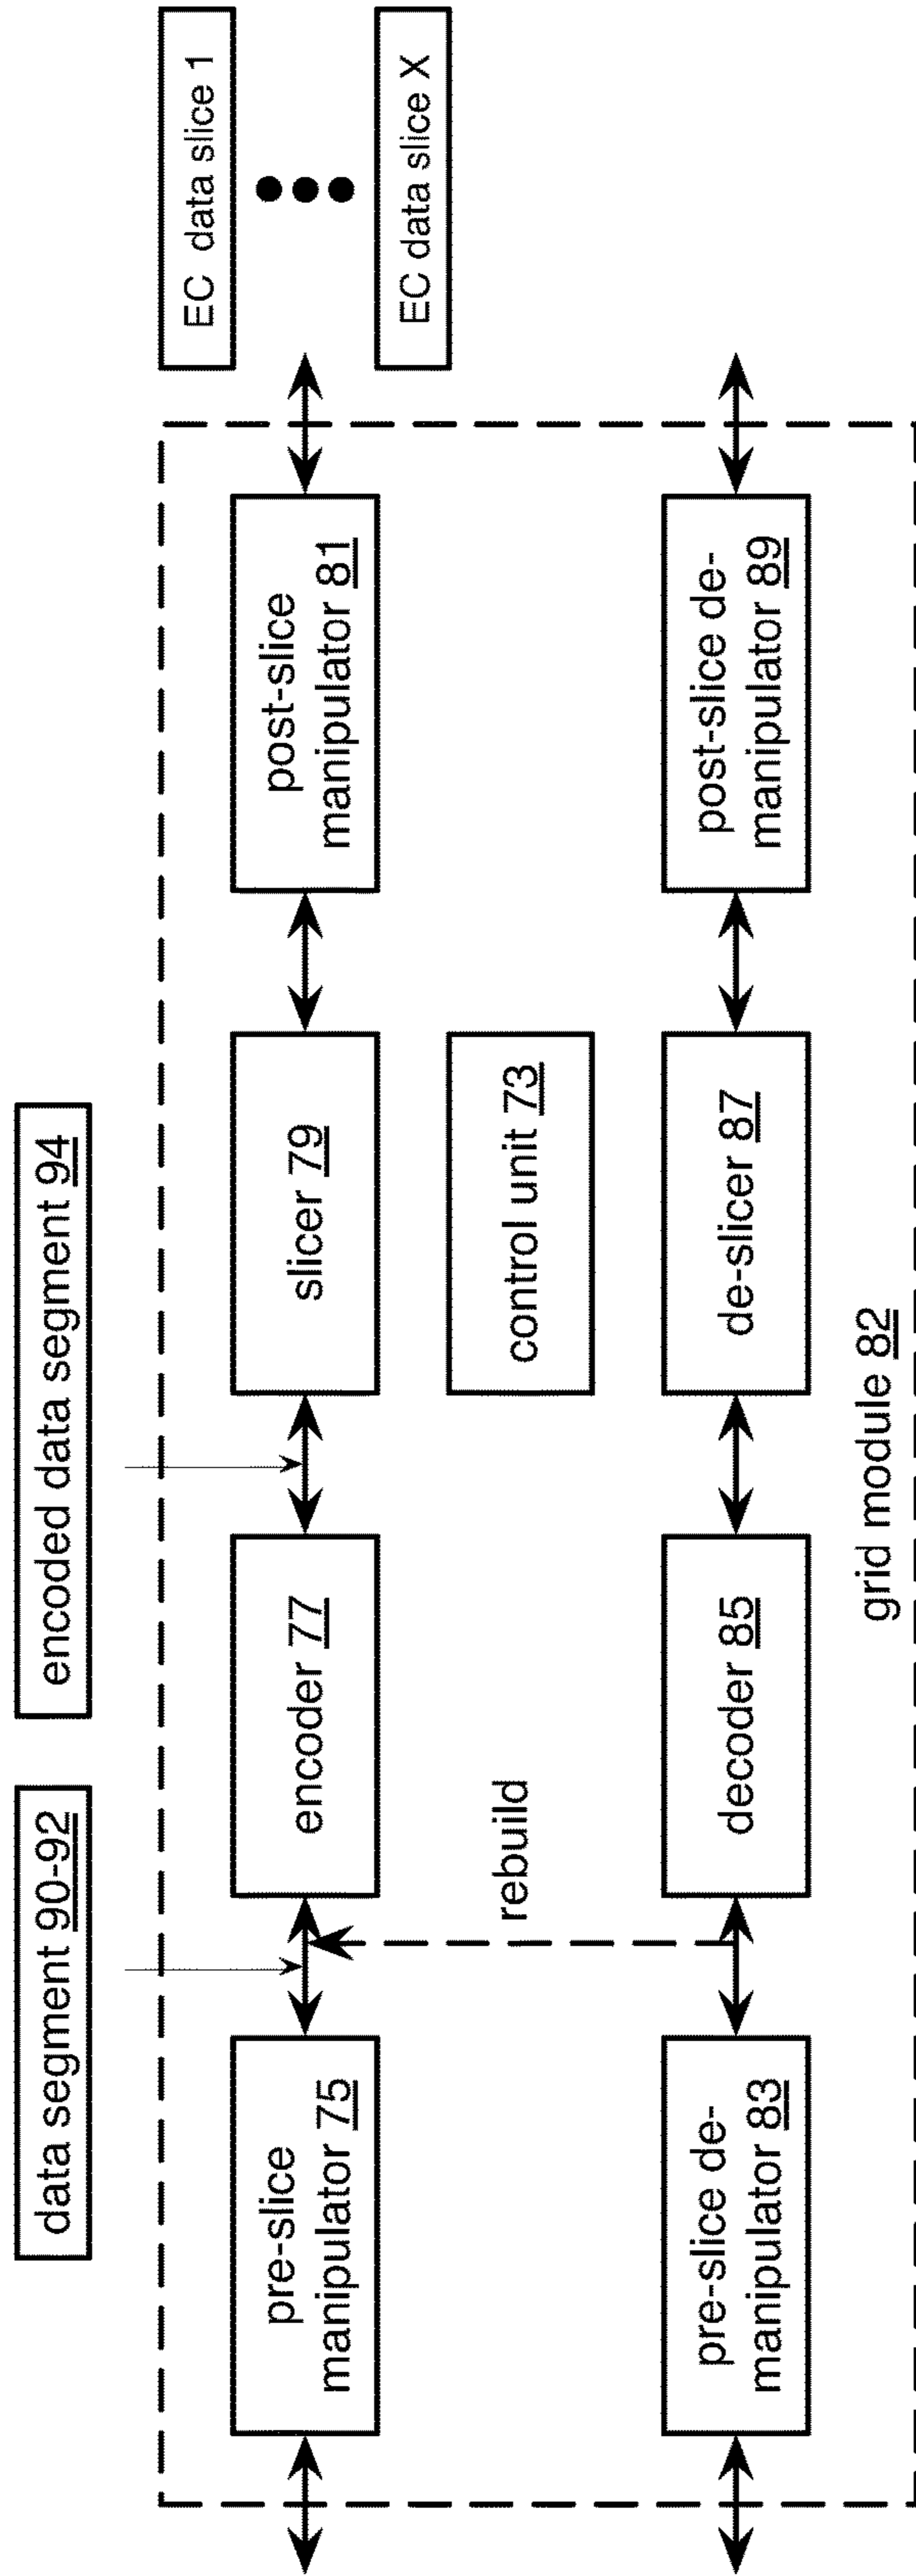 data segment 90-92
encoded data segment 94
EC data slice 1
EC data slice X
pre-slice
manipulator 75
encoder 77
slicer 79
post-slice
manipulator 81
rebuild
control unit 73
pre-slice de-
manipulator 83
decoder 85
de-slicer 87
post-slice de-
manipulator 89
grid module 82